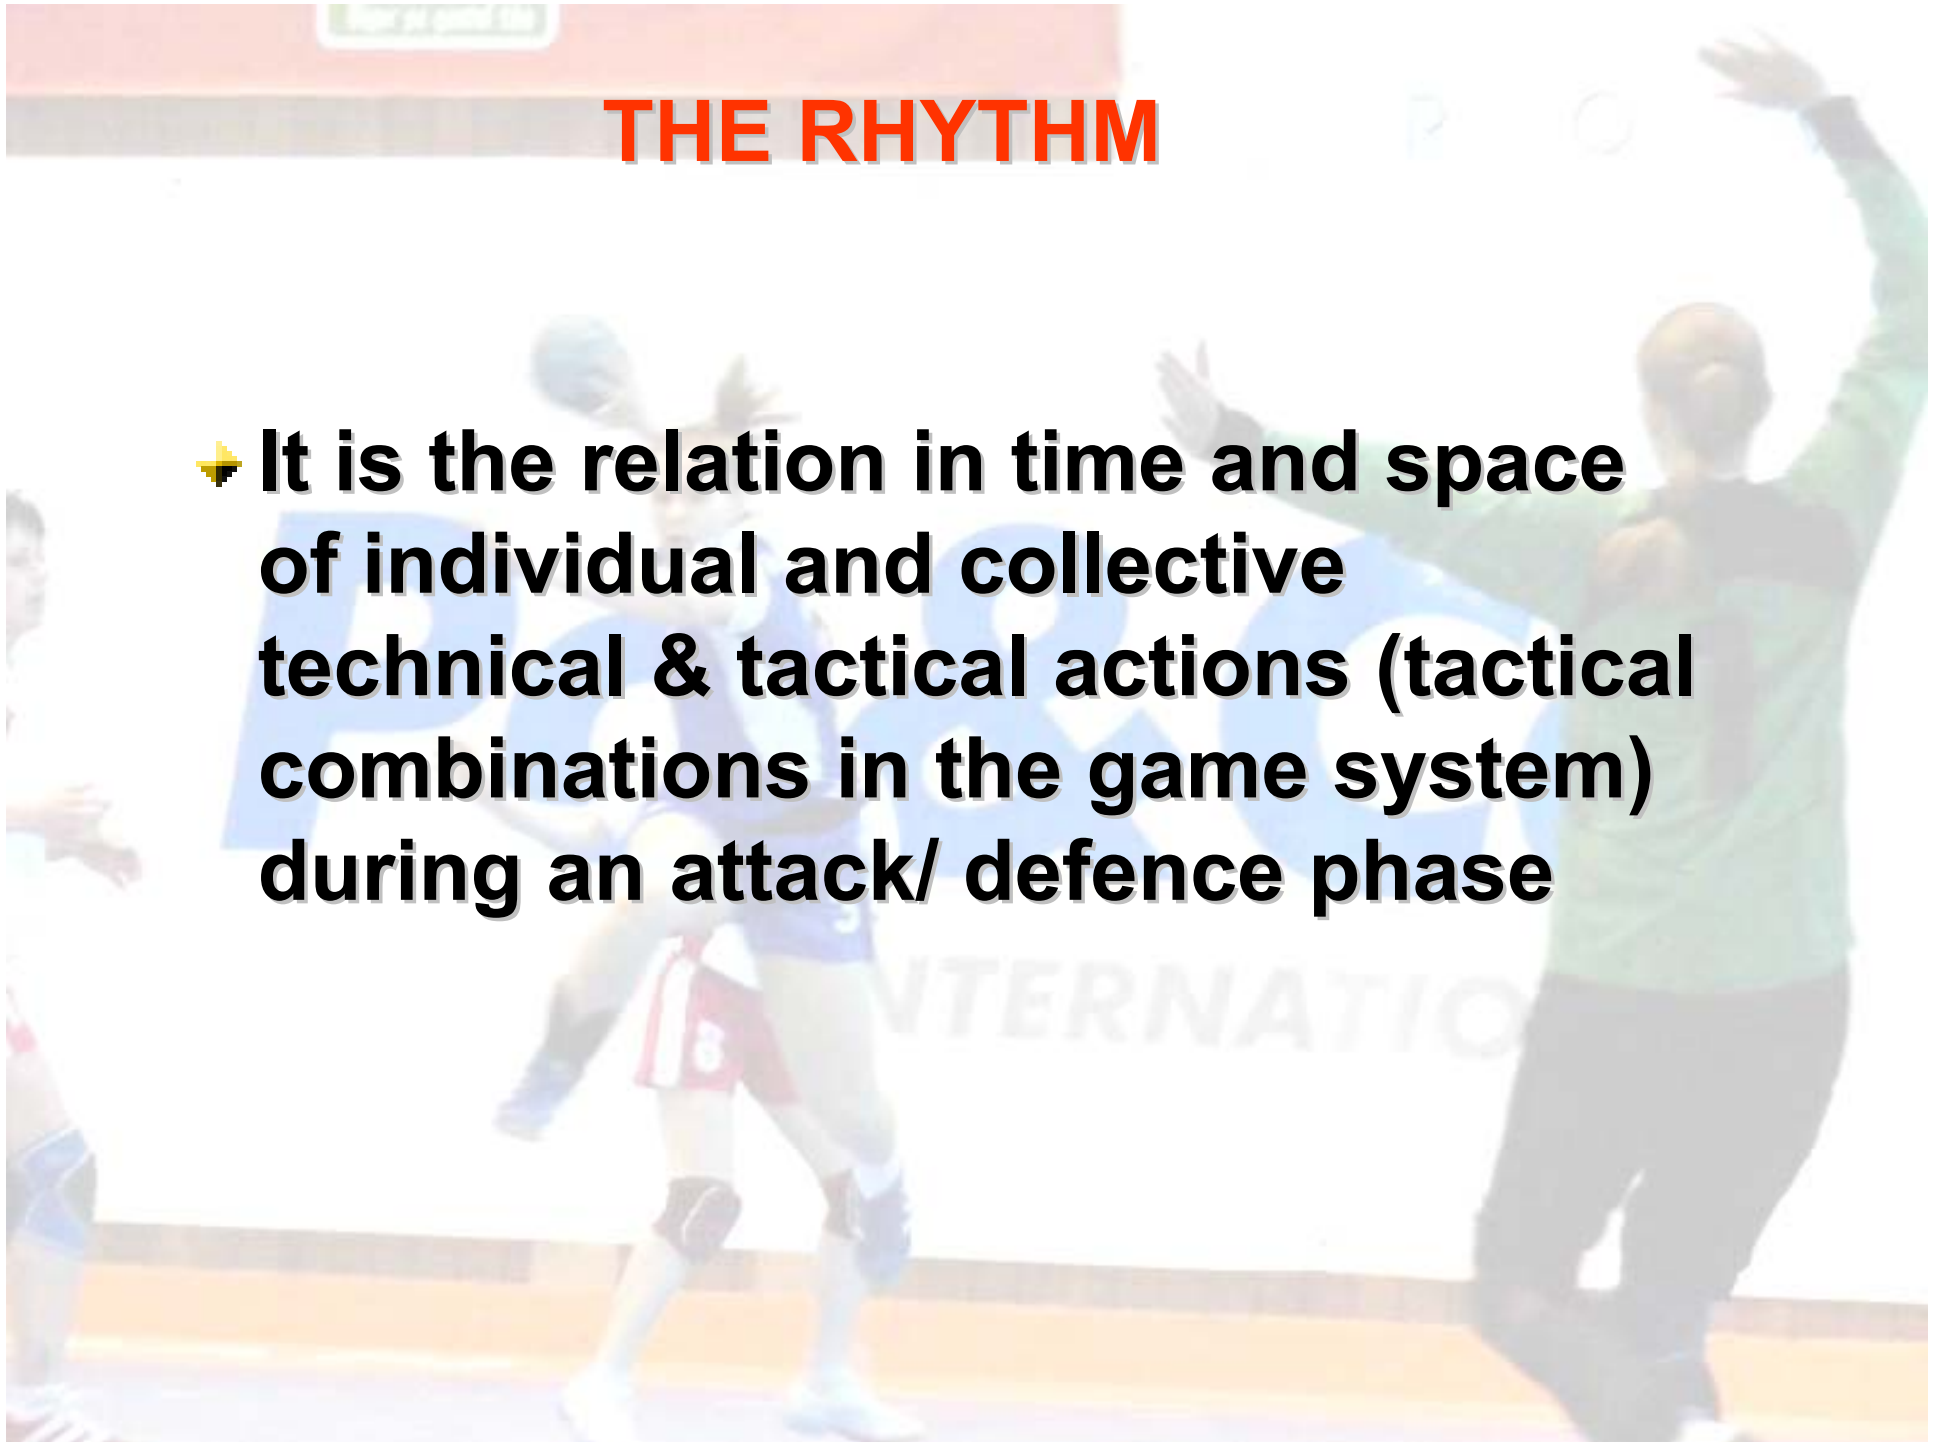 THE RHYTHM
It is the relation in time and space
of individual and collective
technical & tactical actions (tactical
combinations in the game system)
during an attack/ defence phase